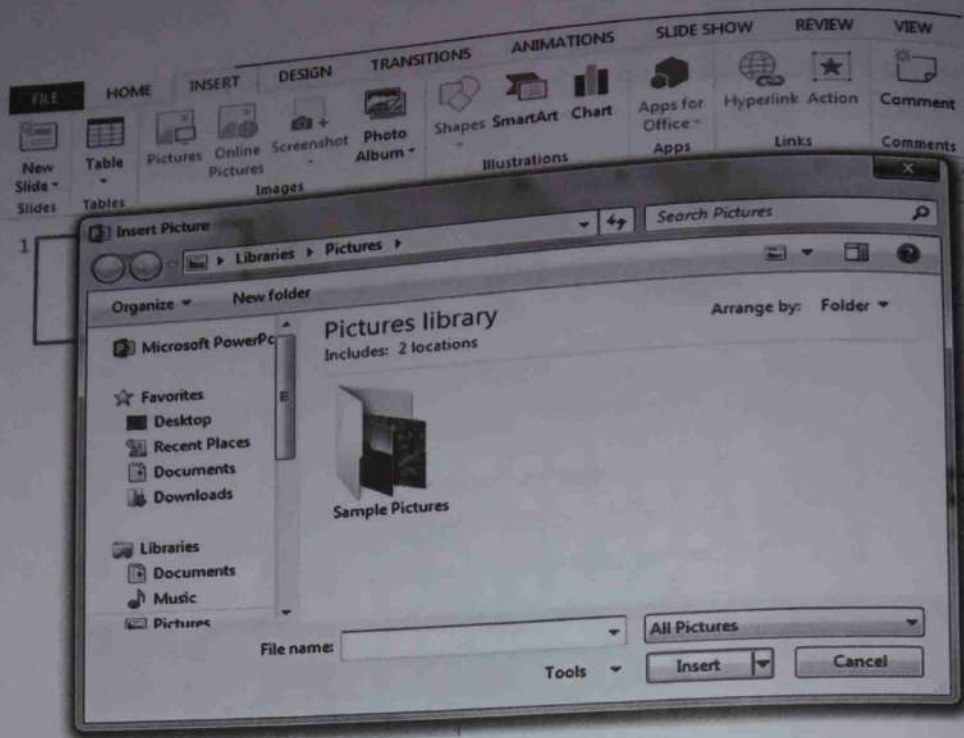 FILE HOME INSERT DESIGN TRANSITIONS ANIMATIONS SLIDE SHOW REVIEW VIEW
New Slide
Table
Pictures
Online Pictures
Screenshot
Photo Album
Shapes
SmartArt
Chart
Apps for Office
Hyperlink
Action
Comment
Slides Tables Images Illustrations Apps Links Comments
1
Insert Picture
Libraries Pictures
Search Pictures
Organize New folder
Microsoft PowerPo
Favorites
Desktop
Recent Places
Documents
Downloads
Libraries
Documents
Music
Pictures
Pictures library
Includes: 2 locations
Arrange by: Folder
Sample Pictures
File name:
All Pictures
Tools Insert Cancel